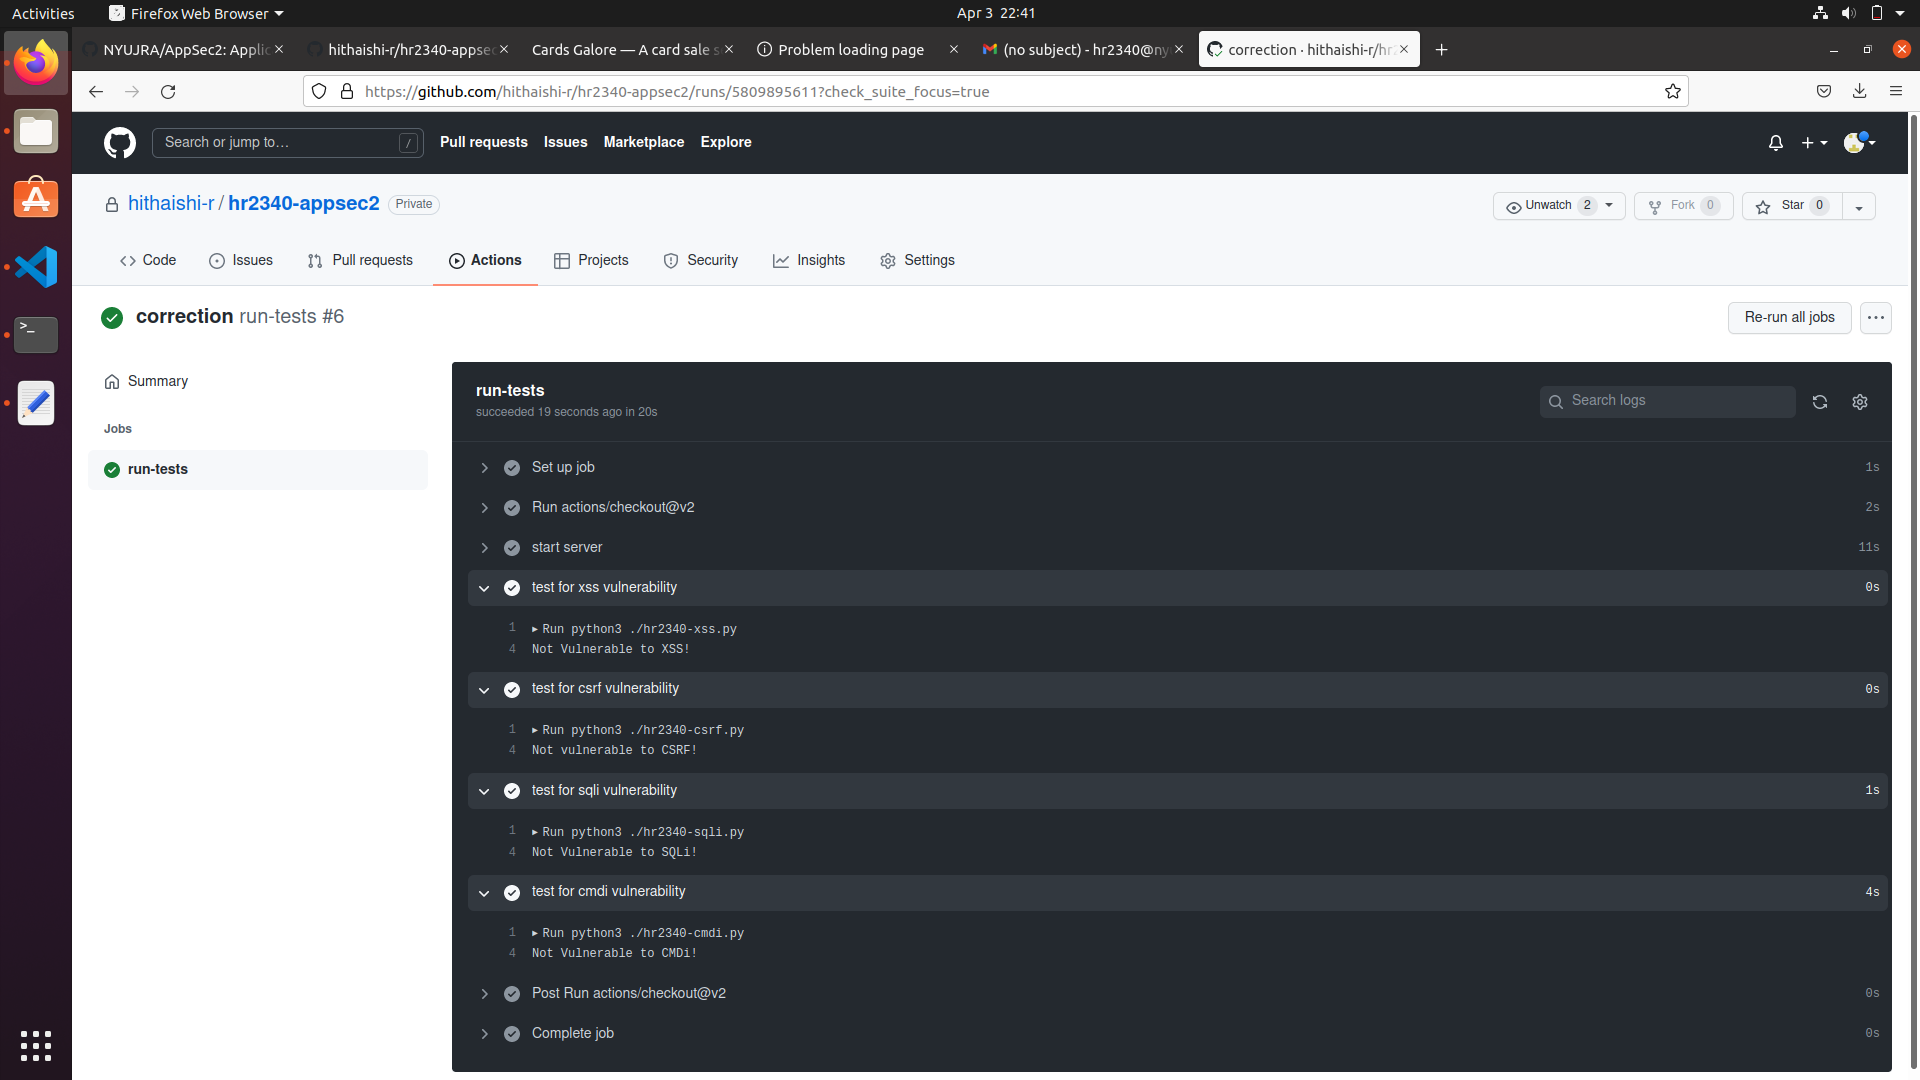 Activities
Firefox Web Browser
Apr 3 22:41
NYUJRA/AppSec2: Applic
hithaishi-r/hr2340-appsec
Cards Galore — A card sale s
Problem loading page
(no subject) - hr2340@ny
correction · hithaishi-r/hr
https://github.com/hithaishi-r/hr2340-appsec2/runs/5809895611?check_suite_focus=true
Search or jump to…
/
Pull requests
Issues
Marketplace
Explore
hithaishi-r / hr2340-appsec2
Private
Unwatch 2
Fork 0
Star 0
Code
Issues
Pull requests
Actions
Projects
Security
Insights
Settings
correction run-tests #6
Re-run all jobs
Summary
Jobs
run-tests
run-tests
succeeded 19 seconds ago in 20s
Search logs
Set up job 1s
Run actions/checkout@v2 2s
start server 11s
test for xss vulnerability 0s
1 Run python3 ./hr2340-xss.py
4 Not Vulnerable to XSS!
test for csrf vulnerability 0s
1 Run python3 ./hr2340-csrf.py
4 Not vulnerable to CSRF!
test for sqli vulnerability 1s
1 Run python3 ./hr2340-sqli.py
4 Not Vulnerable to SQLi!
test for cmdi vulnerability 4s
1 Run python3 ./hr2340-cmdi.py
4 Not Vulnerable to CMDi!
Post Run actions/checkout@v2 0s
Complete job 0s